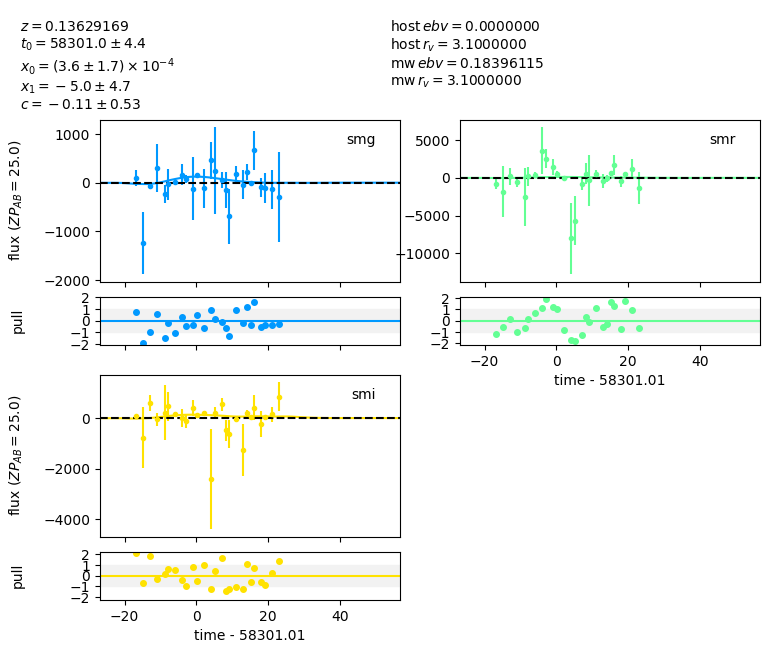 z = 0.13629169
t₀ = 58301.0 ± 4.4
x₀ = (3.6 ± 1.7) × 10⁻⁴
x₁ = −5.0 ± 4.7
c = −0.11 ± 0.53
host ebv = 0.0000000
host r_v = 3.1000000
mw ebv = 0.18396115
mw r_v = 3.1000000
smg
flux (ZP_AB = 25.0)
1000
0
−1000
−2000
smr
5000
0
−5000
−10000
pull
2
1
0
−1
−2
2
1
0
−1
−2
−20
0
20
40
time - 58301.01
smi
flux (ZP_AB = 25.0)
0
−2000
−4000
pull
2
1
0
−1
−2
−20
0
20
40
time - 58301.01